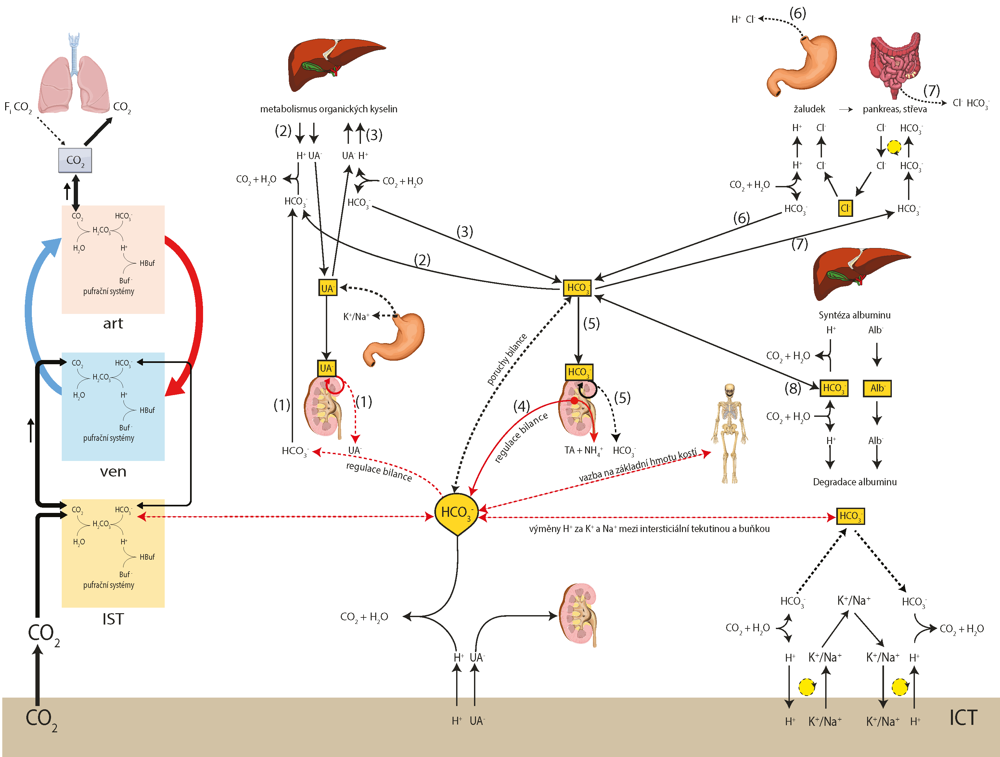 F_i CO₂
CO₂
CO₂
CO₂
HCO₃⁻
H₂CO₃
H₂O
H⁺
HBuf
Buf⁻
pufrační systémy
art
CO₂
HCO₃⁻
H₂CO₃
H₂O
H⁺
HBuf
Buf⁻
pufrační systémy
ven
CO₂
HCO₃⁻
H₂CO₃
H₂O
H⁺
HBuf
Buf⁻
pufrační systémy
IST
CO₂
CO₂
metabolismus organických kyselin
(2)
(3)
H⁺ UA⁻
UA⁻ H⁺
CO₂ + H₂O
CO₂ + H₂O
HCO₃⁻
HCO₃⁻
(3)
(2)
UA⁻
K⁺/Na⁺
UA⁻
(1)
(1)
HCO₃⁻
UA⁻
regulace bilance
HCO₃⁻
(5)
poruchy bilance
HCO₃⁻
(4)
(5)
regulace bilance
TA + NH₄⁺
HCO₃⁻
vazba na základní hmotu kostí
HCO₃⁻
výměny H⁺ za K⁺ a Na⁺ mezi intersticiální tekutinou a buňkou
CO₂ + H₂O
H⁺ UA⁻
H⁺ UA⁻
H⁺ Cl⁻
(6)
(7)
Cl⁻ HCO₃⁻
žaludek
pankreas, střeva
H⁺ Cl⁻
Cl⁻ HCO₃⁻
H⁺ Cl⁻
Cl⁻ HCO₃⁻
CO₂ + H₂O
HCO₃⁻
Cl⁻
HCO₃⁻
(6)
(7)
Syntéza albuminu
H⁺
Alb⁻
CO₂ + H₂O
(8)
HCO₃⁻
Alb⁻
CO₂ + H₂O
H⁺
Alb⁻
Degradace albuminu
HCO₃⁻
HCO₃⁻
K⁺/Na⁺
HCO₃⁻
CO₂ + H₂O
CO₂ + H₂O
H⁺
K⁺/Na⁺
K⁺/Na⁺
H⁺
H⁺
K⁺/Na⁺
K⁺/Na⁺
H⁺
ICT